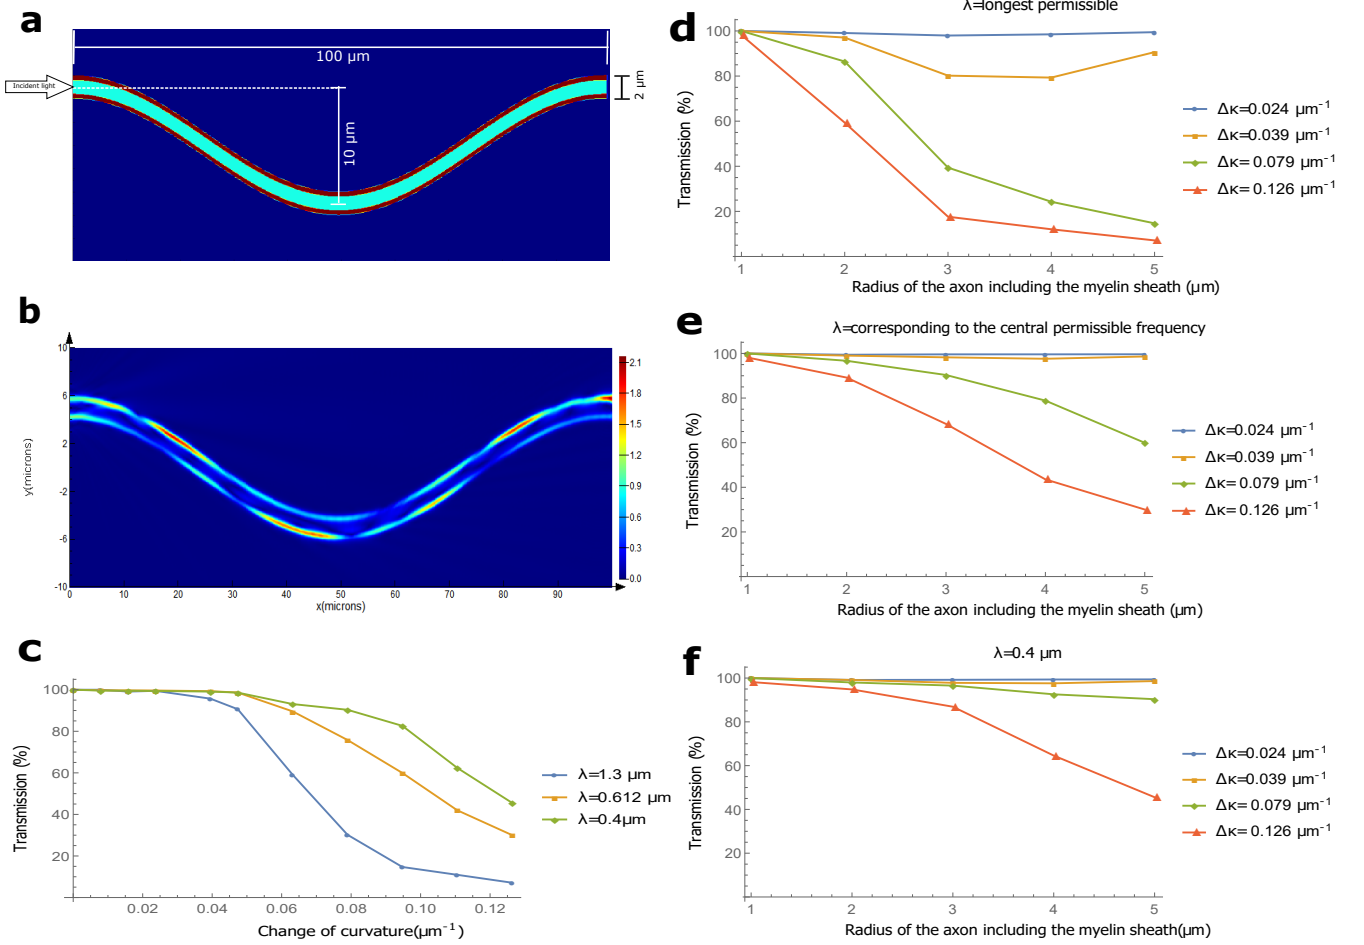 a
100 µm
Incident light
10 µm
2 µm
b
10
6
2
-2
-6
-10
y(microns)
0
10
20
30
40
50
60
70
80
90
x(microns)
2.1
1.8
1.5
1.2
0.9
0.6
0.3
0.0
c
100
80
60
40
20
Transmission (%)
0.02
0.04
0.06
0.08
0.10
0.12
Change of curvature(µm⁻¹)
λ=1.3 µm
λ=0.612 µm
λ=0.4µm
d
λ=longest permissible
100
80
60
40
20
Transmission (%)
1
2
3
4
5
Radius of the axon including the myelin sheath (µm)
Δκ=0.024 µm⁻¹
Δκ=0.039 µm⁻¹
Δκ= 0.079 µm⁻¹
Δκ= 0.126 µm⁻¹
e
λ=corresponding to the central permissible frequency
100
80
60
40
20
Transmission (%)
1
2
3
4
5
Radius of the axon including the myelin sheath (µm)
Δκ=0.024 µm⁻¹
Δκ=0.039 µm⁻¹
Δκ= 0.079 µm⁻¹
Δκ= 0.126 µm⁻¹
f
λ=0.4 µm
100
80
60
40
20
Transmission (%)
1
2
3
4
5
Radius of the axon including the myelin sheath(µm)
Δκ=0.024 µm⁻¹
Δκ=0.039 µm⁻¹
Δκ= 0.079 µm⁻¹
Δκ= 0.126 µm⁻¹